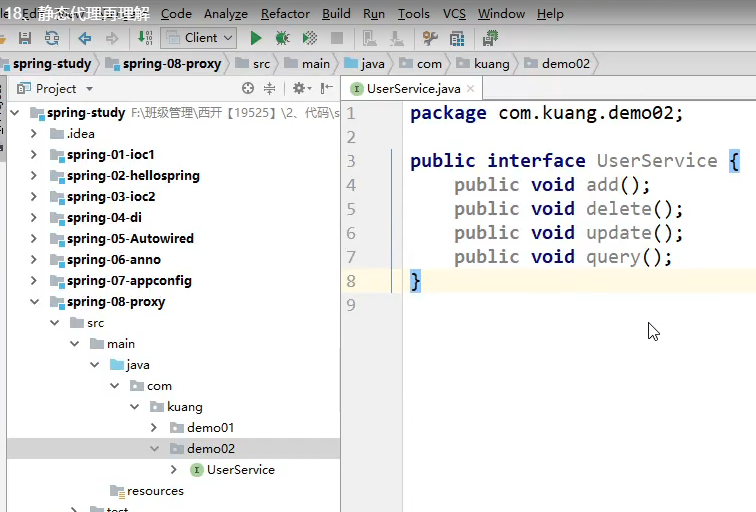 18、静态代理再理解
Code Analyze Refactor Build Run Tools VCS Window Help
Client
spring-study spring-08-proxy src main java com kuang demo02
Project
UserService.java
spring-study F:\班级管理\西开【19525】\2、代码\s
.idea
spring-01-ioc1
spring-02-hellospring
spring-03-ioc2
spring-04-di
spring-05-Autowired
spring-06-anno
spring-07-appconfig
spring-08-proxy
src
main
java
com
kuang
demo01
demo02
UserService
resources
test
1 package com.kuang.demo02;
2
3 public interface UserService {
4 public void add();
5 public void delete();
6 public void update();
7 public void query();
8 }
9